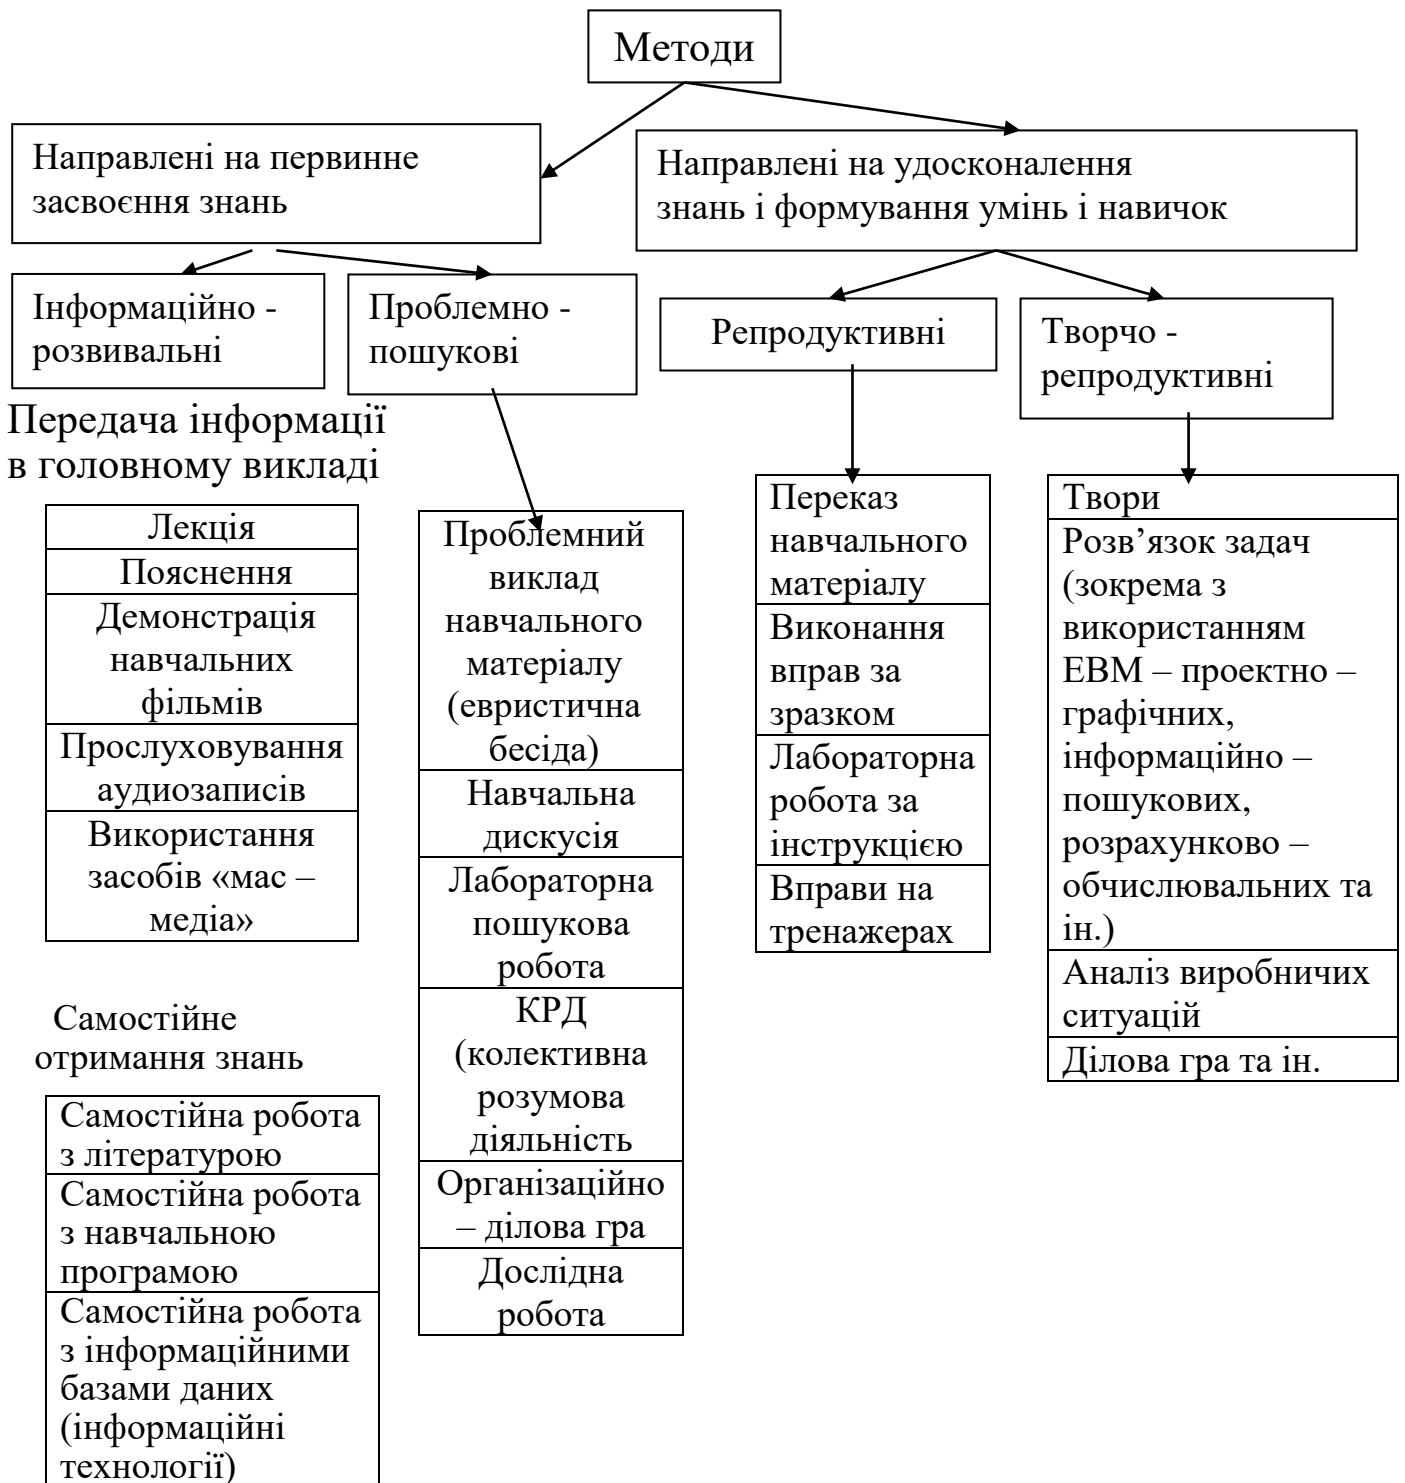 Методи
Направлені на первинне
засвоєння знань
Направлені на удосконалення
знань і формування умінь і навичок
Інформаційно -
розвивальні
Проблемно -
пошукові
Репродуктивні
Творчо -
репродуктивні
Передача інформації
в головному викладі
Лекція
Пояснення
Демонстрація
навчальних
фільмів
Прослуховування
аудиозаписів
Використання
засобів «мас –
медіа»
Самостійне
отримання знань
Самостійна робота
з літературою
Самостійна робота
з навчальною
програмою
Самостійна робота
з інформаційними
базами даних
(інформаційні
технології)
Проблемний
виклад
навчального
матеріалу
(евристична
бесіда)
Навчальна
дискусія
Лабораторна
пошукова
робота
КРД
(колективна
розумова
діяльність
Організаційно
– ділова гра
Дослідна
робота
Переказ
навчального
матеріалу
Виконання
вправ за
зразком
Лабораторна
робота за
інструкцією
Вправи на
тренажерах
Твори
Розв’язок задач
(зокрема з
використанням
ЕВМ – проектно –
графічних,
інформаційно –
пошукових,
розрахунково –
обчислювальних та
ін.)
Аналіз виробничих
ситуацій
Ділова гра та ін.